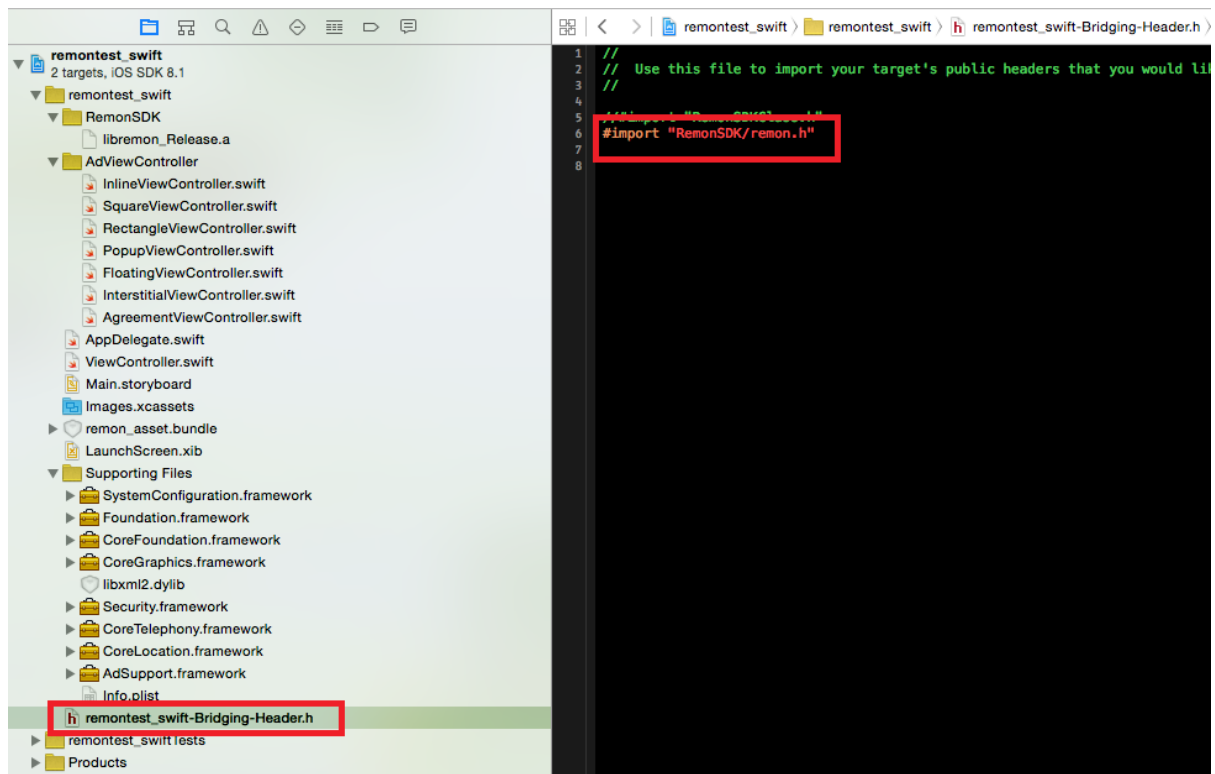 remontest_swift
2 targets, iOS SDK 8.1
remontest_swift
RemonSDK
libremon_Release.a
AdViewController
InlineViewController.swift
SquareViewController.swift
RectangleViewController.swift
PopupViewController.swift
FloatingViewController.swift
InterstitialViewController.swift
AgreementViewController.swift
AppDelegate.swift
ViewController.swift
Main.storyboard
Images.xcassets
remon_asset.bundle
LaunchScreen.xib
Supporting Files
SystemConfiguration.framework
Foundation.framework
CoreFoundation.framework
CoreGraphics.framework
libxml2.dylib
Security.framework
CoreTelephony.framework
CoreLocation.framework
AdSupport.framework
Info.plist
h remontest_swift-Bridging-Header.h
remontest_swiftTests
Products
remontest_swift 〉 remontest_swift 〉 h remontest_swift-Bridging-Header.h 〉
1 //
2 // Use this file to import your target's public headers that you would lik
3 //
4
5 //#import "RemonSDKClass.h"
6 #import "RemonSDK/remon.h"
7
8